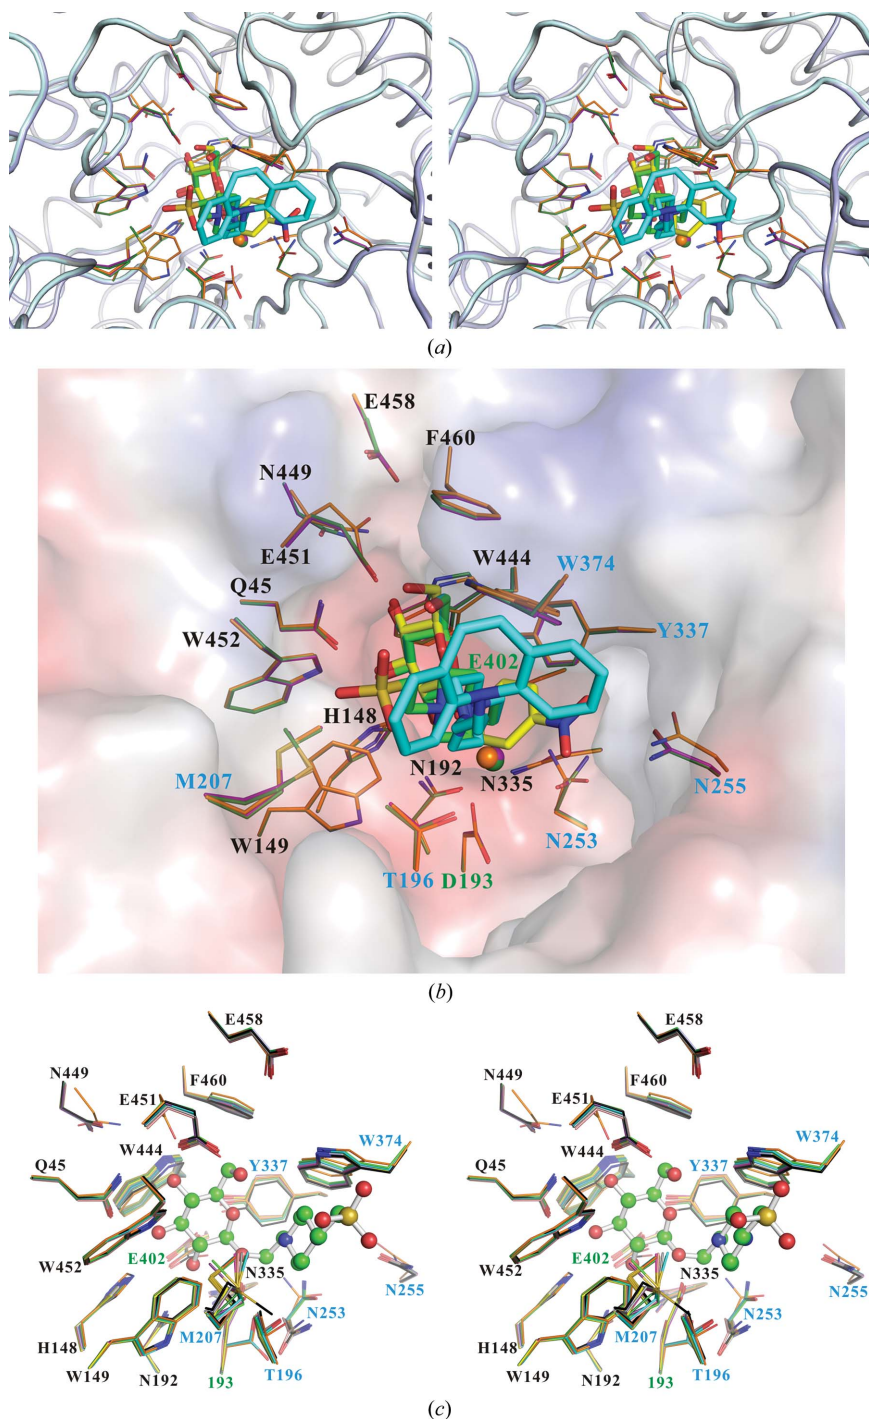 (a)
E458
F460
N449
E451
W444
W374
Q45
W452
Y337
E402
H148
N192
N335
M207
N255
W149
N253
T196
D193
(b)
E458
N449
F460
E451
W444
Y337
W374
Q45
W452
E402
N335
N255
N253
H148
M207
W149
N192
193
T196
E458
N449
F460
E451
W444
Y337
W374
Q45
W452
E402
N335
N255
N253
H148
M207
W149
N192
193
T196
(c)